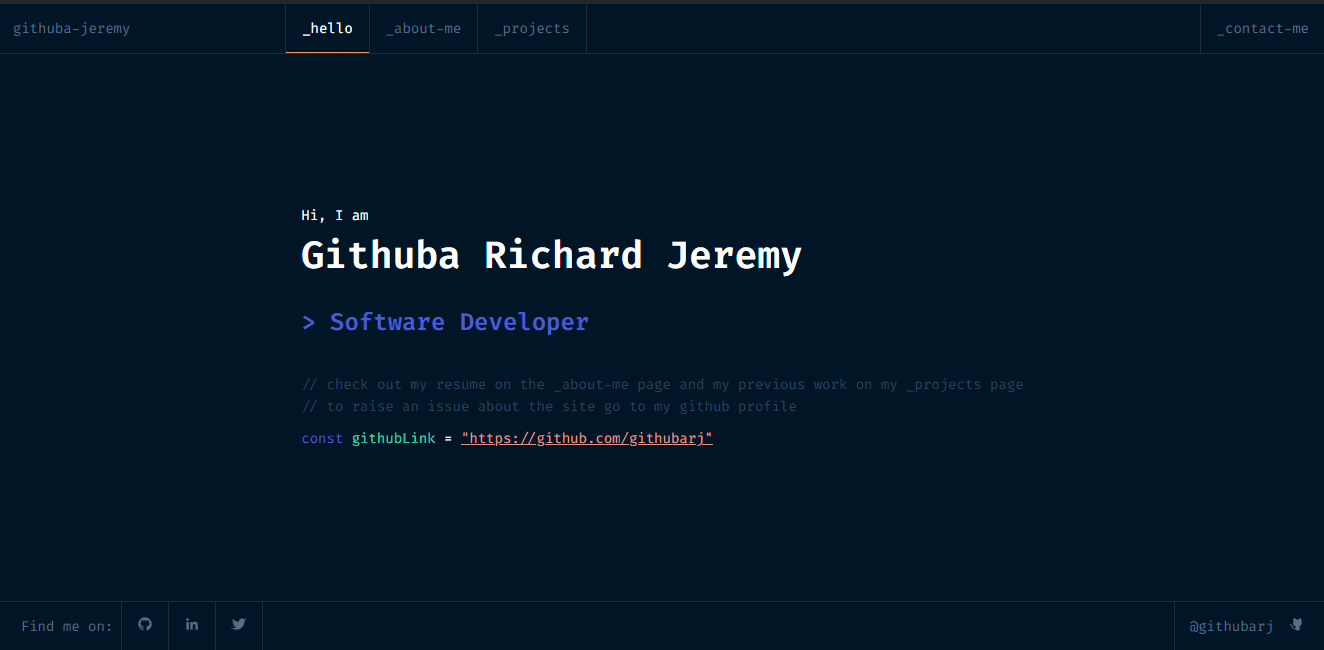 githuba-jeremy
_hello
_about-me
_projects
_contact-me
Hi, I am
Githuba Richard Jeremy
> Software Developer
// check out my resume on the _about-me page and my previous work on my _projects page
// to raise an issue about the site go to my github profile
const githubLink = "https://github.com/githubarj"
Find me on:
in
@githubarj